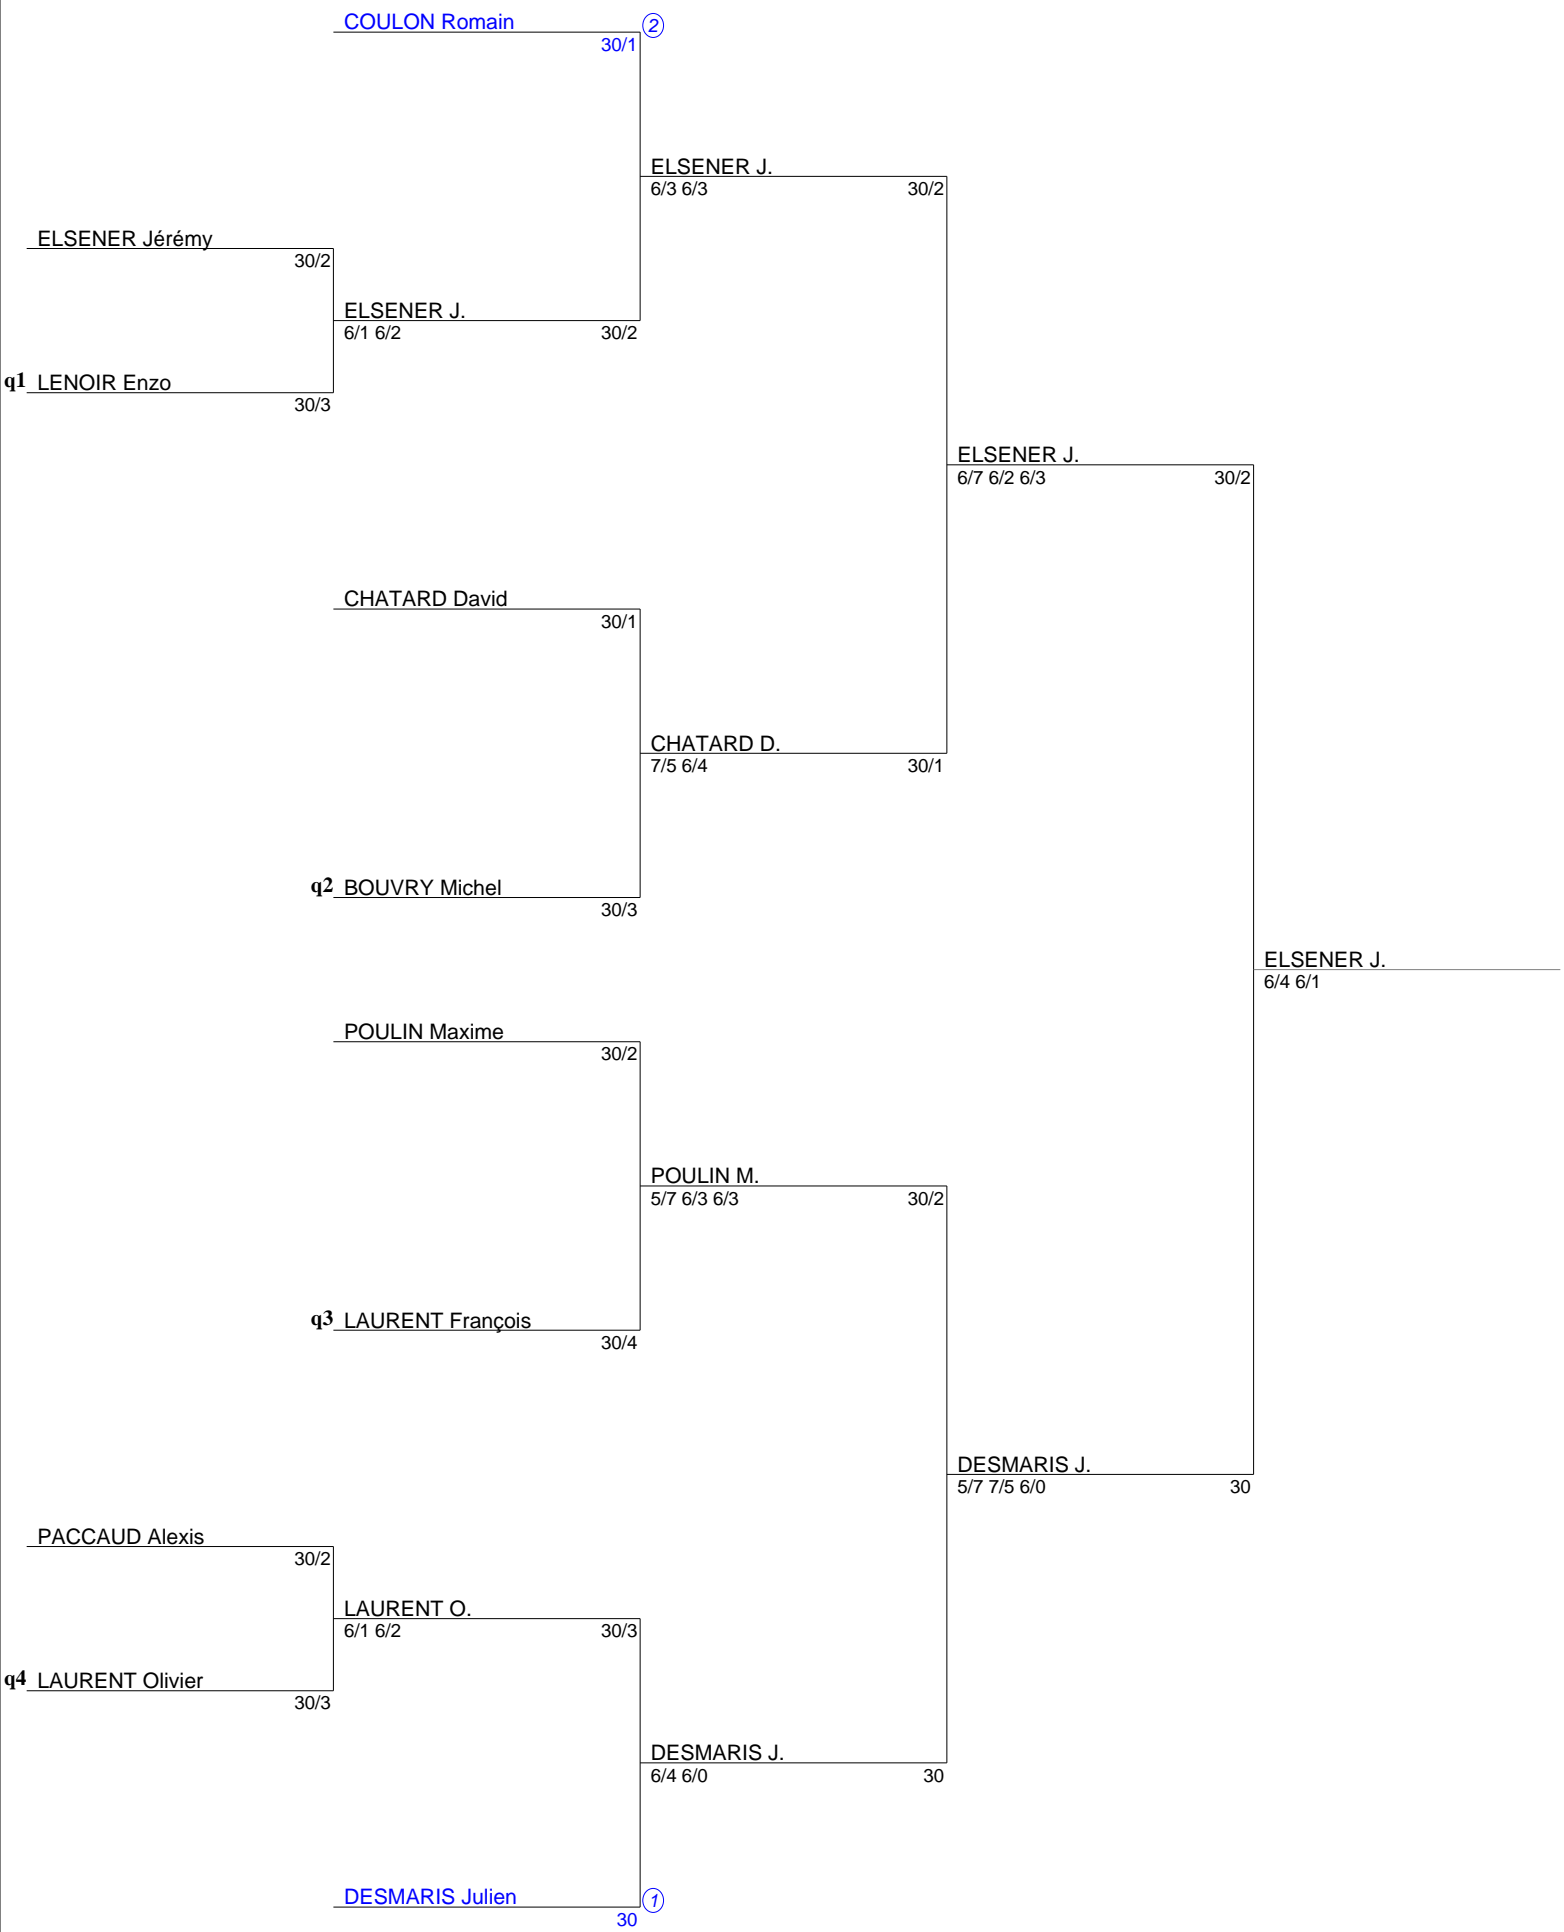 COULON Romain 2
30/1
ELSENER J.
6/3 6/3 30/2
ELSENER Jérémy
30/2
ELSENER J.
6/1 6/2 30/2
q1 LENOIR Enzo
30/3
ELSENER J.
6/7 6/2 6/3 30/2
CHATARD David
30/1
CHATARD D.
7/5 6/4 30/1
q2 BOUVRY Michel
30/3
ELSENER J.
6/4 6/1
POULIN Maxime
30/2
POULIN M.
5/7 6/3 6/3 30/2
q3 LAURENT François
30/4
DESMARIS J.
5/7 7/5 6/0 30
PACCAUD Alexis
30/2
LAURENT O.
6/1 6/2 30/3
q4 LAURENT Olivier
30/3
DESMARIS J.
6/4 6/0 30
DESMARIS Julien 1
30